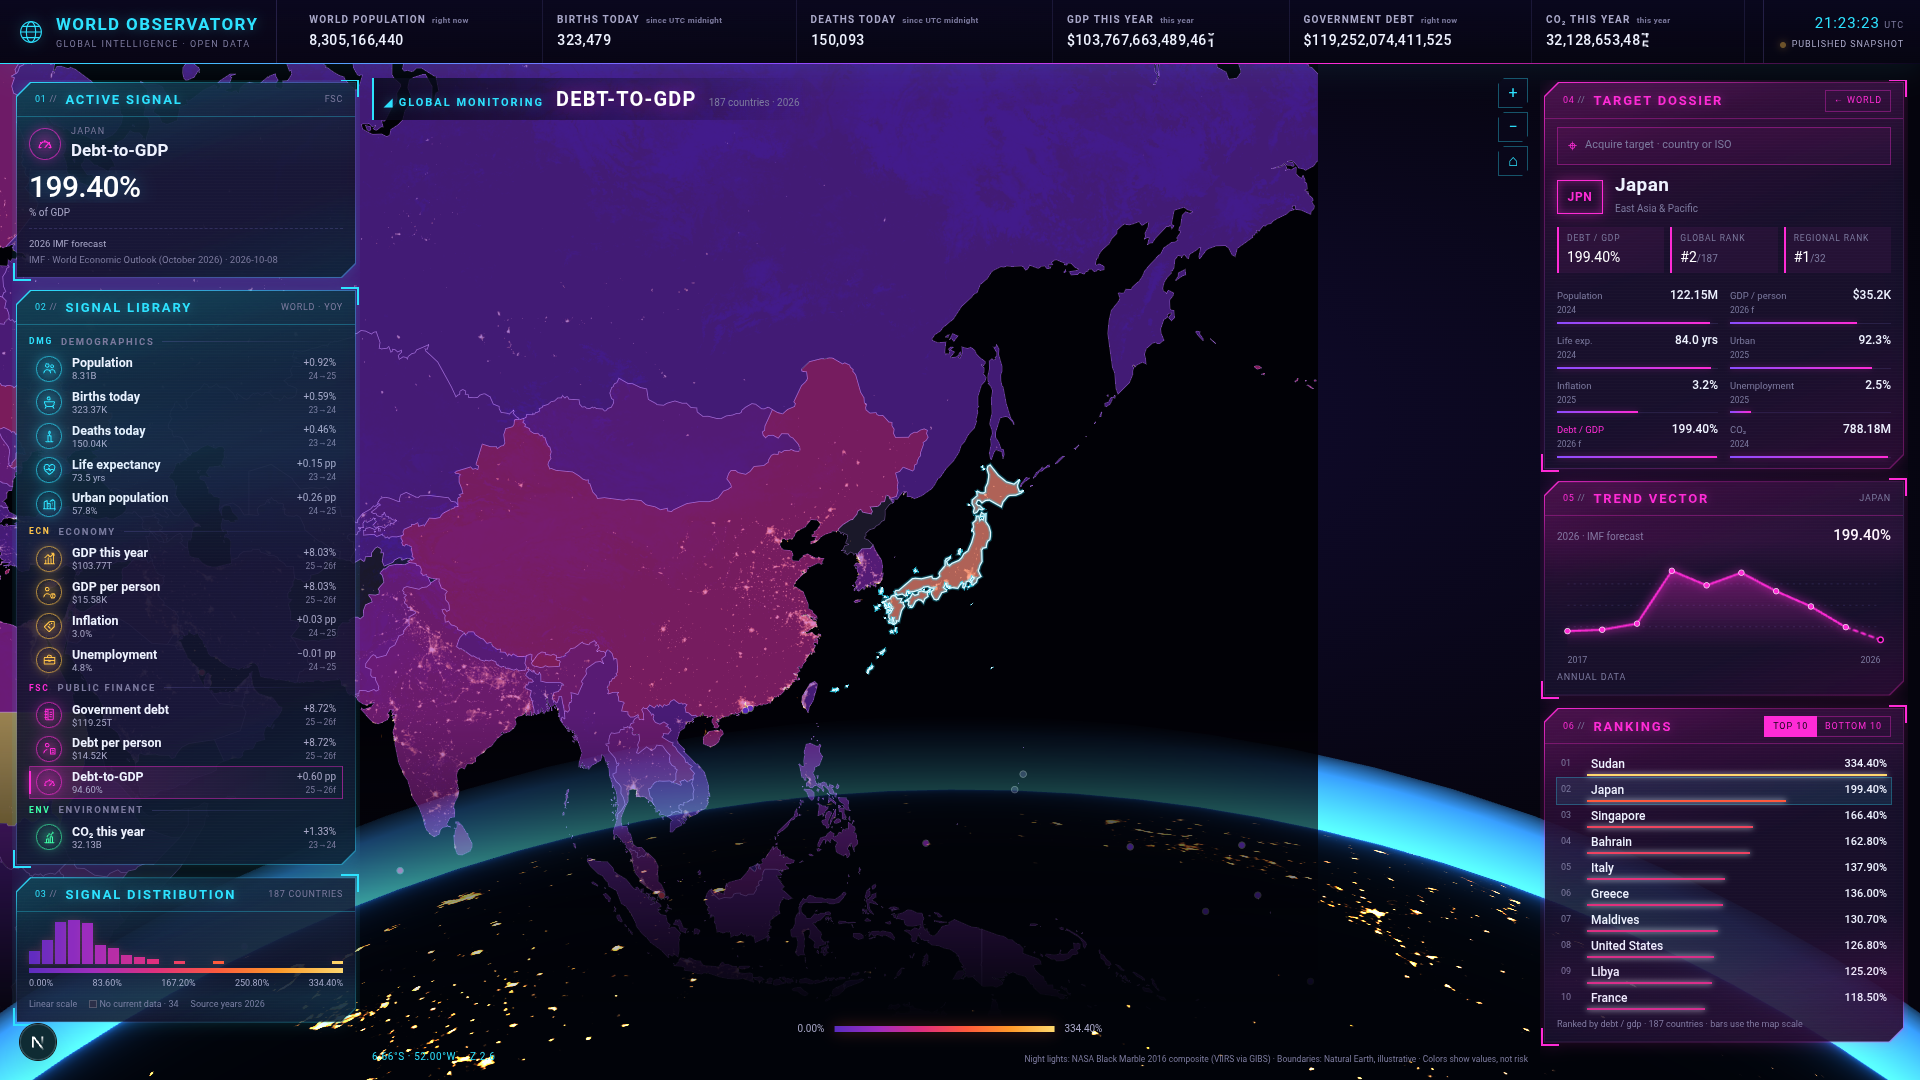 WORLD OBSERVATORY
GLOBAL INTELLIGENCE · OPEN DATA
WORLD POPULATION right now
8,305,166,440
BIRTHS TODAY since UTC midnight
323,479
DEATHS TODAY since UTC midnight
150,093
GDP THIS YEAR this year
$103,767,663,489,46
GOVERNMENT DEBT right now
$119,252,074,411,525
CO₂ THIS YEAR this year
32,128,653,48
21:23:23 UTC
PUBLISHED SNAPSHOT
01 // ACTIVE SIGNAL FSC
JAPAN
Debt-to-GDP
199.40%
% of GDP
2026 IMF forecast
IMF · World Economic Outlook (October 2026) · 2026-10-08
02 // SIGNAL LIBRARY WORLD · YOY
DMG DEMOGRAPHICS
Population +0.92%
8.31B 24→25
Births today +0.59%
323.37K 23→24
Deaths today +0.46%
150.04K 23→24
Life expectancy +0.15 pp
73.5 yrs 23→24
Urban population +0.26 pp
57.8% 24→25
ECN ECONOMY
GDP this year +8.03%
$103.77T 25→26f
GDP per person +8.03%
$15.58K 25→26f
Inflation +0.03 pp
3.0% 24→25
Unemployment −0.01 pp
4.8% 24→25
FSC PUBLIC FINANCE
Government debt +8.72%
$119.25T 25→26f
Debt per person +8.72%
$14.52K 25→26f
Debt-to-GDP +0.60 pp
94.60% 25→26f
ENV ENVIRONMENT
CO₂ this year +1.33%
32.13B 23→24
03 // SIGNAL DISTRIBUTION 187 COUNTRIES
0.00% 83.60% 167.20% 250.80% 334.40%
Linear scale No current data · 34 Source years 2026
N
GLOBAL MONITORING DEBT-TO-GDP 187 countries · 2026
+
−
⌂
0.00% 334.40%
6.66°S · 52.00°W Z 2.6
Night lights: NASA Black Marble 2016 composite (VIIRS via GIBS) · Boundaries: Natural Earth, illustrative · Colors show values, not risk
04 // TARGET DOSSIER ← WORLD
Acquire target · country or ISO
JPN Japan
East Asia & Pacific
DEBT / GDP
199.40%
GLOBAL RANK
#2/187
REGIONAL RANK
#1/32
Population 122.15M
2024
GDP / person $35.2K
2026 f
Life exp. 84.0 yrs
2024
Urban 92.3%
2025
Inflation 3.2%
2025
Unemployment 2.5%
2025
Debt / GDP 199.40%
2026 f
CO₂ 788.18M
2024
05 // TREND VECTOR JAPAN
2026 · IMF forecast 199.40%
2017 2026
ANNUAL DATA
06 // RANKINGS TOP 10 BOTTOM 10
01 Sudan 334.40%
02 Japan 199.40%
03 Singapore 166.40%
04 Bahrain 162.80%
05 Italy 137.90%
06 Greece 136.00%
07 Maldives 130.70%
08 United States 126.80%
09 Libya 125.20%
10 France 118.50%
Ranked by debt / gdp · 187 countries · bars use the map scale